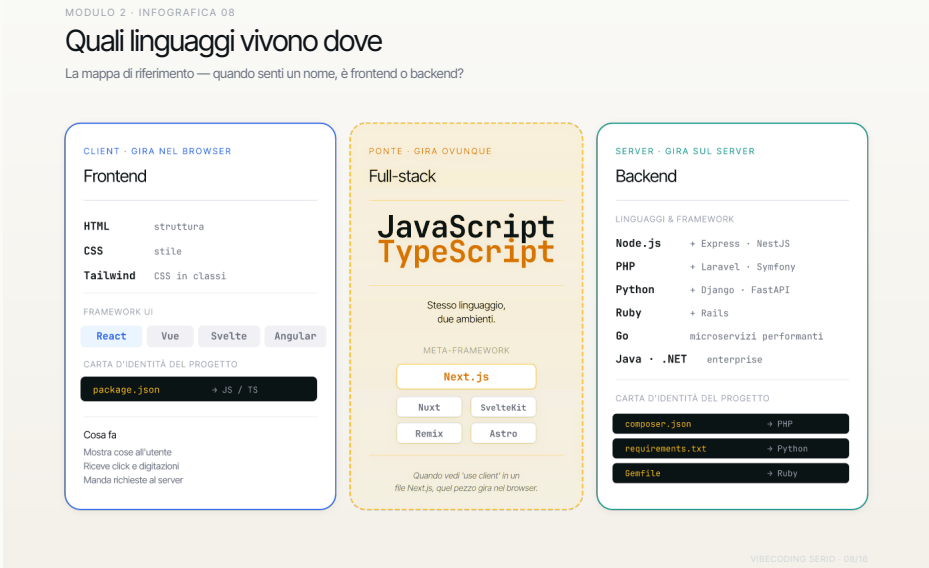 MODULO 2 · INFOGRAFICA 08
Quali linguaggi vivono dove
La mappa di riferimento — quando senti un nome, è frontend o backend?
CLIENT · GIRA NEL BROWSER
Frontend
HTML struttura
CSS stile
Tailwind CSS in classi
FRAMEWORK UI
React Vue Svelte Angular
CARTA D'IDENTITÀ DEL PROGETTO
package.json → JS / TS
Cosa fa
Mostra cose all'utente
Riceve click e digitazioni
Manda richieste al server
PONTE · GIRA OVUNQUE
Full-stack
JavaScript
TypeScript
Stesso linguaggio,
due ambienti.
META-FRAMEWORK
Next.js
Nuxt SvelteKit
Remix Astro
Quando vedi 'use client' in un
file Next.js, quel pezzo gira nel browser.
SERVER · GIRA SUL SERVER
Backend
LINGUAGGI & FRAMEWORK
Node.js + Express · NestJS
PHP + Laravel · Symfony
Python + Django · FastAPI
Ruby + Rails
Go microservizi performanti
Java · .NET enterprise
CARTA D'IDENTITÀ DEL PROGETTO
composer.json → PHP
requirements.txt → Python
Gemfile → Ruby
VIBECODING SERIO · 08/16